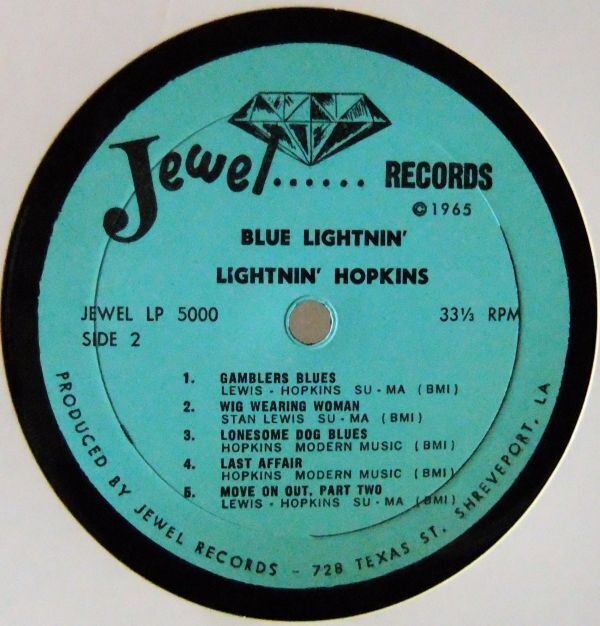 Jewel...... RECORDS
©1965
BLUE LIGHTNIN'
LIGHTNIN' HOPKINS
JEWEL LP 5000 33⅓ RPM
SIDE 2
1. GAMBLERS BLUES
LEWIS - HOPKINS SU - MA (BMI)
2. WIG WEARING WOMAN
STAN LEWIS SU - MA (BMI)
3. LONESOME DOG BLUES
HOPKINS MODERN MUSIC (BMI)
4. LAST AFFAIR
HOPKINS MODERN MUSIC (BMI)
5. MOVE ON OUT, PART TWO
LEWIS - HOPKINS SU - MA (BMI)
PRODUCED BY JEWEL RECORDS - 728 TEXAS ST. SHREVEPORT, LA